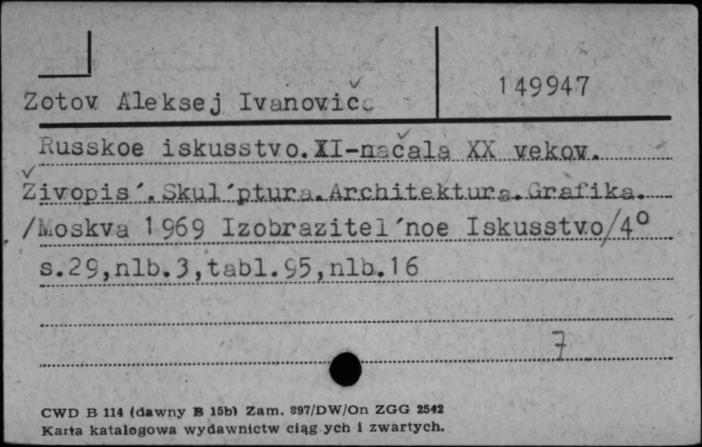 149947
Zotov Aleksej Ivanovič.
Russkoe iskusstvo.XI-načala XX vekov.
Živopis´.Skul´ptura.Architektura.Grafika.
/Moskva 1969 Izobrazitel´noe Iskusstvo/4°
s.29,nlb.3,tabl.95,nlb.16
7
CWD B 114 (dawny B 15b) Zam. 897/DW/On ZGG 2542
Karta katalogowa wydawnictw ciąg ych i zwartych.